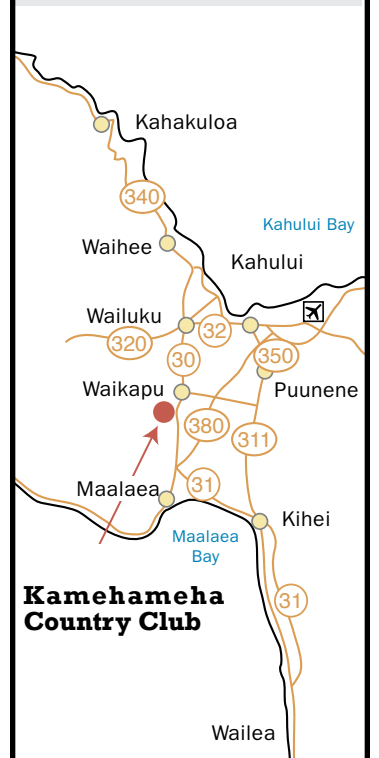 Kahakuloa
340
Kahului Bay
Waihee
Kahului
Wailuku
32
320
30
350
Waikapu
Puunene
380
311
Maalaea
31
Kihei
Maalaea
Bay
Kamehameha
Country Club
31
Wailea